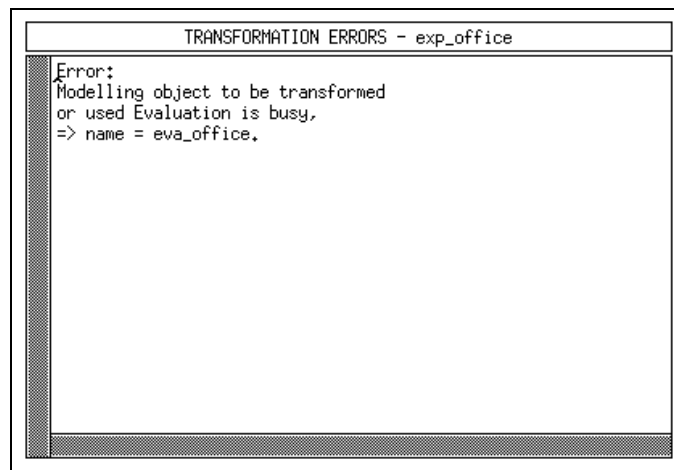 TRANSFORMATION ERRORS - exp_office
Error:
Modelling object to be transformed
or used Evaluation is busy,
=> name = eva_office.